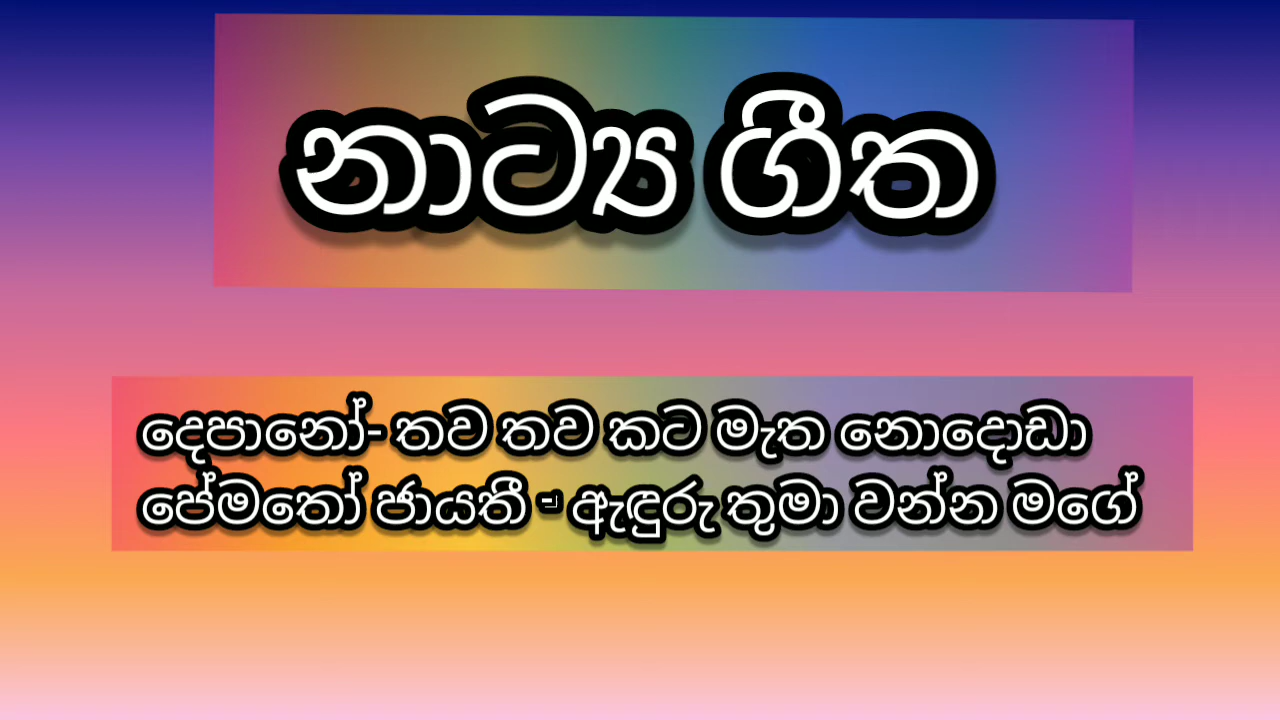 නාට්‍ය ගීත
දෙපානෝ- තව තව කට මැත නොදොඩා
පේමතෝ ජායතී - ඇඳුරු තුමා වන්න මගේ